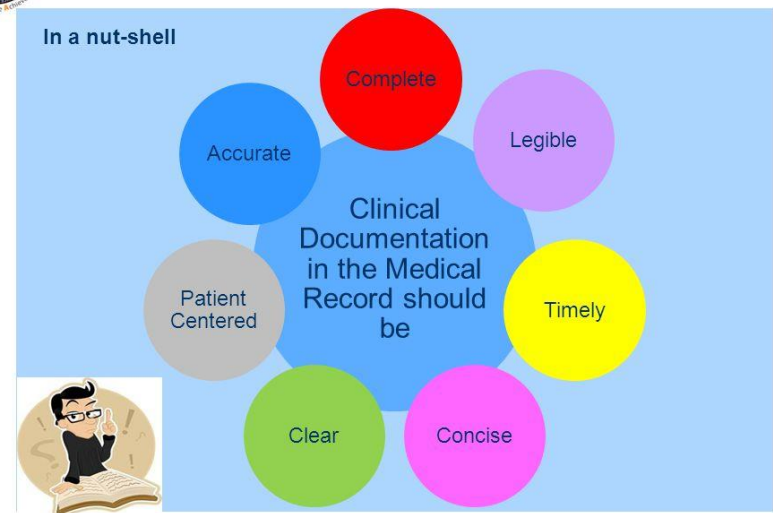 In a nut-shell
Complete
Legible
Accurate
Clinical
Documentation
in the Medical
Record should
be
Patient
Centered
Timely
Clear
Concise